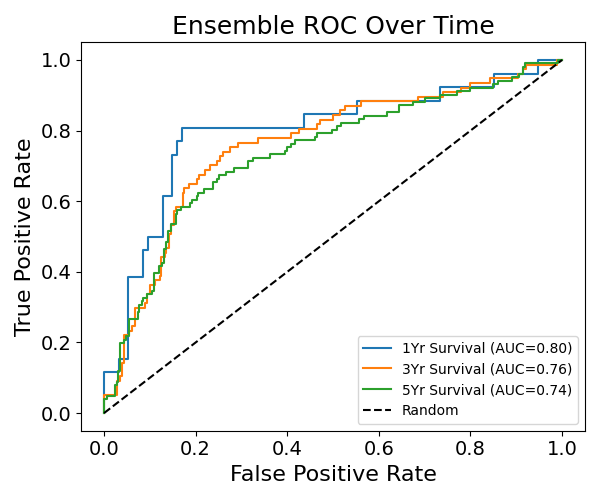 Ensemble ROC Over Time
True Positive Rate
1.0
0.8
0.6
0.4
0.2
0.0
1Yr Survival (AUC=0.80)
3Yr Survival (AUC=0.76)
5Yr Survival (AUC=0.74)
Random
0.0 0.2 0.4 0.6 0.8 1.0
False Positive Rate